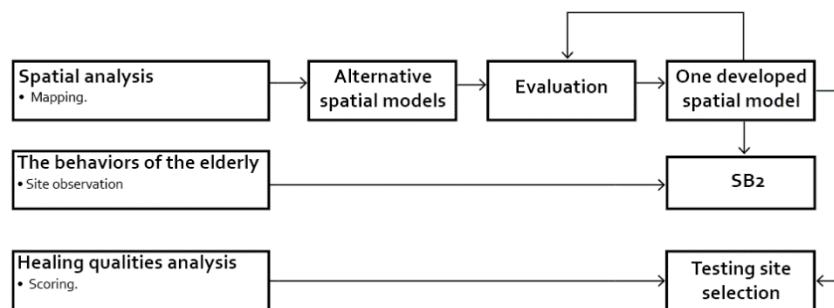 Spatial analysis
• Mapping.
Alternative
spatial models
Evaluation
One developed
spatial model
The behaviors of the elderly
• Site observation
SB2
Healing qualities analysis
• Scoring.
Testing site
selection